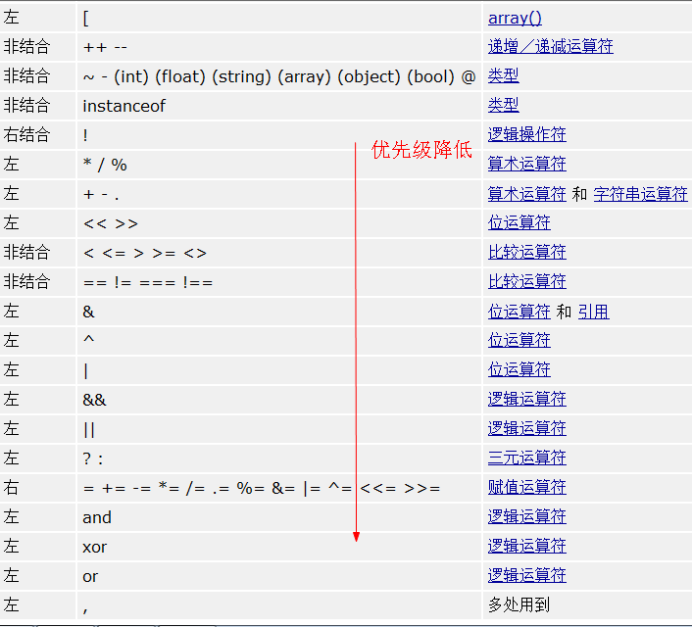 左 [ array()
非结合 ++ -- 递增／递减运算符
非结合 ~ - (int) (float) (string) (array) (object) (bool) @ 类型
非结合 instanceof 类型
右结合 ! 逻辑操作符
优先级降低
左 * / % 算术运算符
左 + - . 算术运算符 和 字符串运算符
左 << >> 位运算符
非结合 < <= > >= <> 比较运算符
非结合 == != === !== 比较运算符
左 & 位运算符 和 引用
左 ^ 位运算符
左 | 位运算符
左 && 逻辑运算符
左 || 逻辑运算符
左 ? : 三元运算符
右 = += -= *= /= .= %= &= |= ^= <<= >>= 赋值运算符
左 and 逻辑运算符
左 xor 逻辑运算符
左 or 逻辑运算符
左 , 多处用到